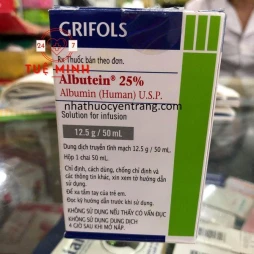 GRIFOLS
24 7
TUỆ MINH
Rx Thuốc bán theo đơn.
Albutein® 25%
Albumin (Human) U.S.P.
nhathuocyentrang.com
Solution for infusion
12.5 g / 50 mL
Dung dịch truyền tĩnh mạch 12.5 g / 50 mL
Hộp 1 chai 50 mL
Chỉ định, cách dùng, chống chỉ định và
các thông tin khác, xin xem tờ hướng dẫn
sử dụng.
Để xa tầm tay của trẻ em.
Đọc kỹ hướng dẫn trước khi sử dụng.
KHÔNG SỬ DỤNG NẾU THẤY CÓ VẨN ĐỤC
KHÔNG SỬ DỤNG DUNG DỊCH
4 GIỜ SAU KHI MỞ NẮP.